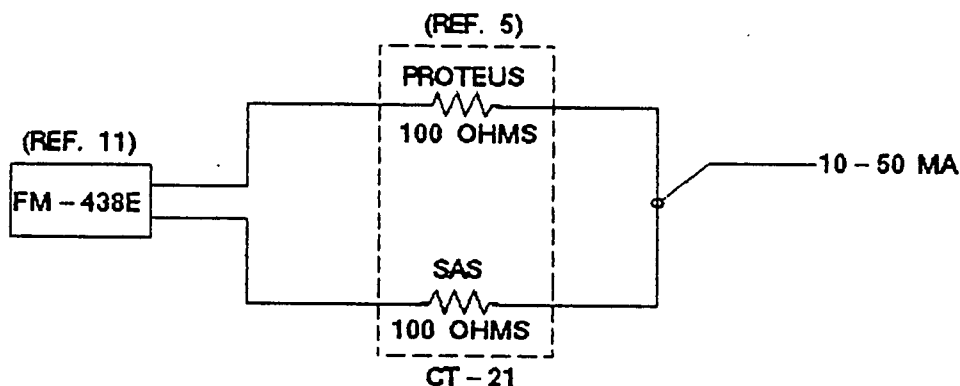 (REF. 5)
PROTEUS
100 OHMS
(REF. 11)
FM-438E
10-50 MA
SAS
100 OHMS
CT-21